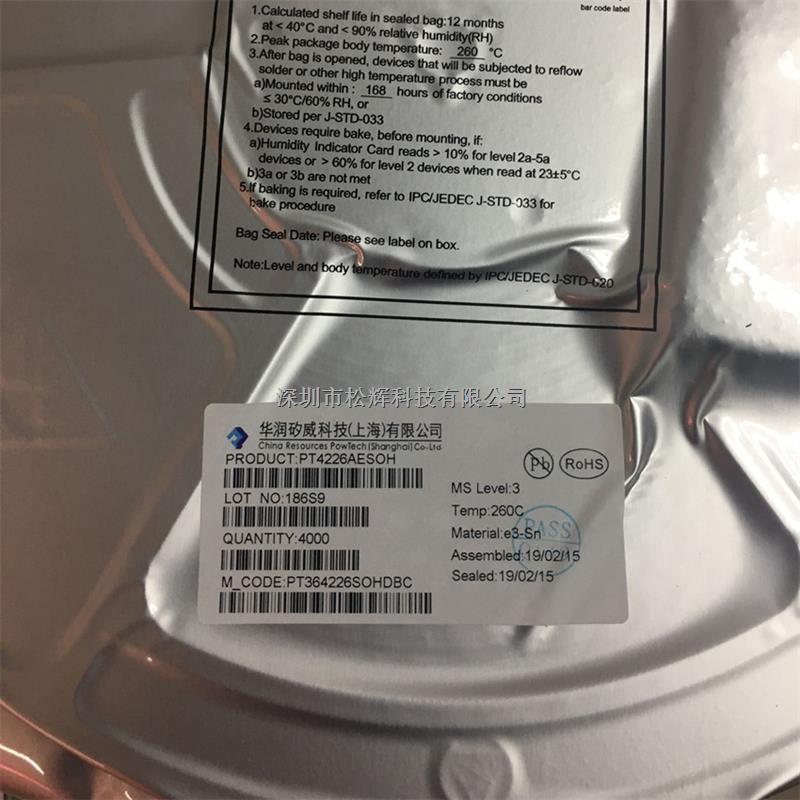 bar code label
1.Calculated shelf life in sealed bag:12 months
at < 40°C and < 90% relative humidity(RH)
2.Peak package body temperature: 260 °C
3.After bag is opened, devices that will be subjected to reflow
solder or other high temperature process must be
a)Mounted within : 168 hours of factory conditions
≤ 30°C/60% RH, or
b)Stored per J-STD-033
4.Devices require bake, before mounting, if:
a)Humidity Indicator Card reads > 10% for level 2a-5a
devices or > 60% for level 2 devices when read at 23±5°C
b)3a or 3b are not met
5.If baking is required, refer to IPC/JEDEC J-STD-033 for
bake procedure
Bag Seal Date: Please see label on box.
Note:Level and body temperature defined by IPC/JEDEC J-STD-020
深圳市松辉科技有限公司
华润矽威科技(上海)有限公司
China Resources PowTech (Shanghai) Co.,Ltd.
PRODUCT:PT4226AESOH
Pb
RoHS
LOT NO:186S9
MS Level:3
Temp:260C
QUANTITY:4000
Material:e3-Sn
PASS
Assembled:19/02/15
M_CODE:PT364226SOHDBC
Sealed:19/02/15